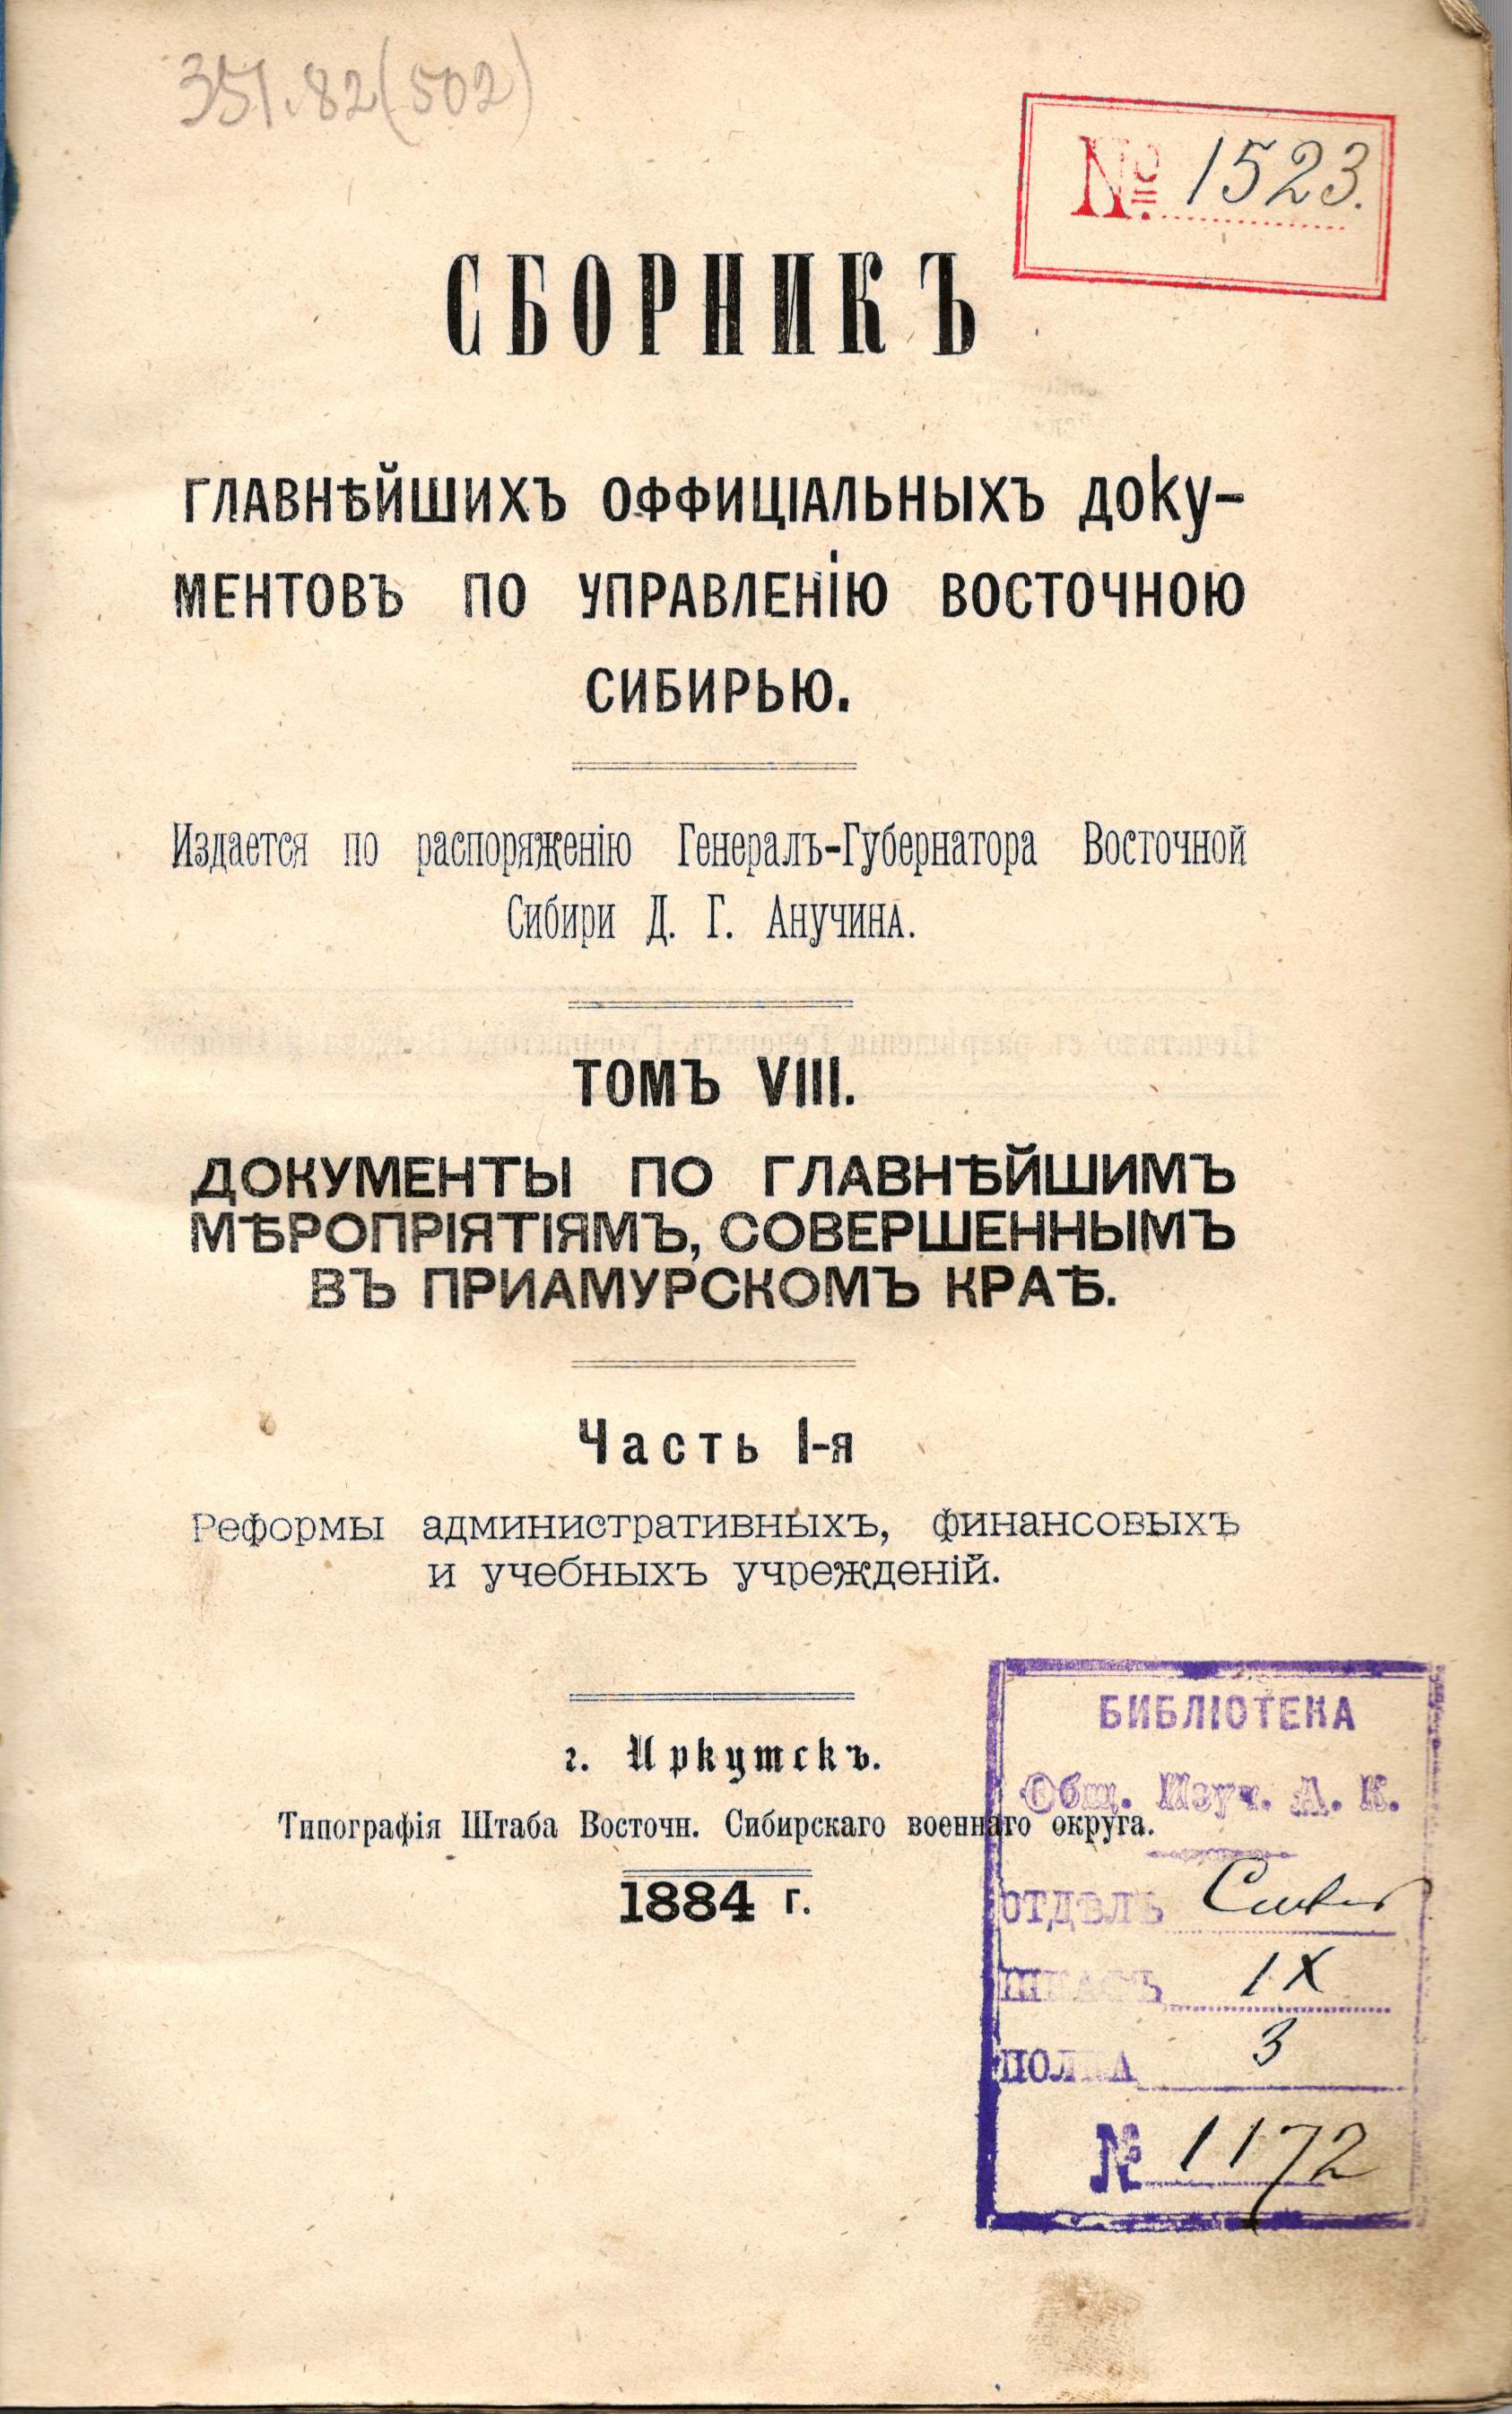 351.82(502)
№ 1523.
СБОРНИКЪ
ГЛАВНѢЙШИХЪ ОФФИЦІАЛЬНЫХЪ ДОКУ-
МЕНТОВЪ ПО УПРАВЛЕНІЮ ВОСТОЧНОЮ
СИБИРЬЮ.
Издается по распоряженію Генералъ-Губернатора Восточной
Сибири Д. Г. Анучина.
ТОМЪ VIII.
ДОКУМЕНТЫ ПО ГЛАВНѢЙШИМЪ
МѢРОПРІЯТІЯМЪ, СОВЕРШЕННЫМЪ
ВЪ ПРИАМУРСКОМЪ КРАѢ.
Часть I-я
Реформы административныхъ, финансовыхъ
и учебныхъ учрежденій.
г. Иркутскъ.
Типографія Штаба Восточн. Сибирскаго военнаго округа.
1884 г.
БИБЛІОТЕКА
Общ. Изуч. А. К.
ОТДѢЛЪ
ШКАФЪ IX
ПОЛКА 3
№ 1172